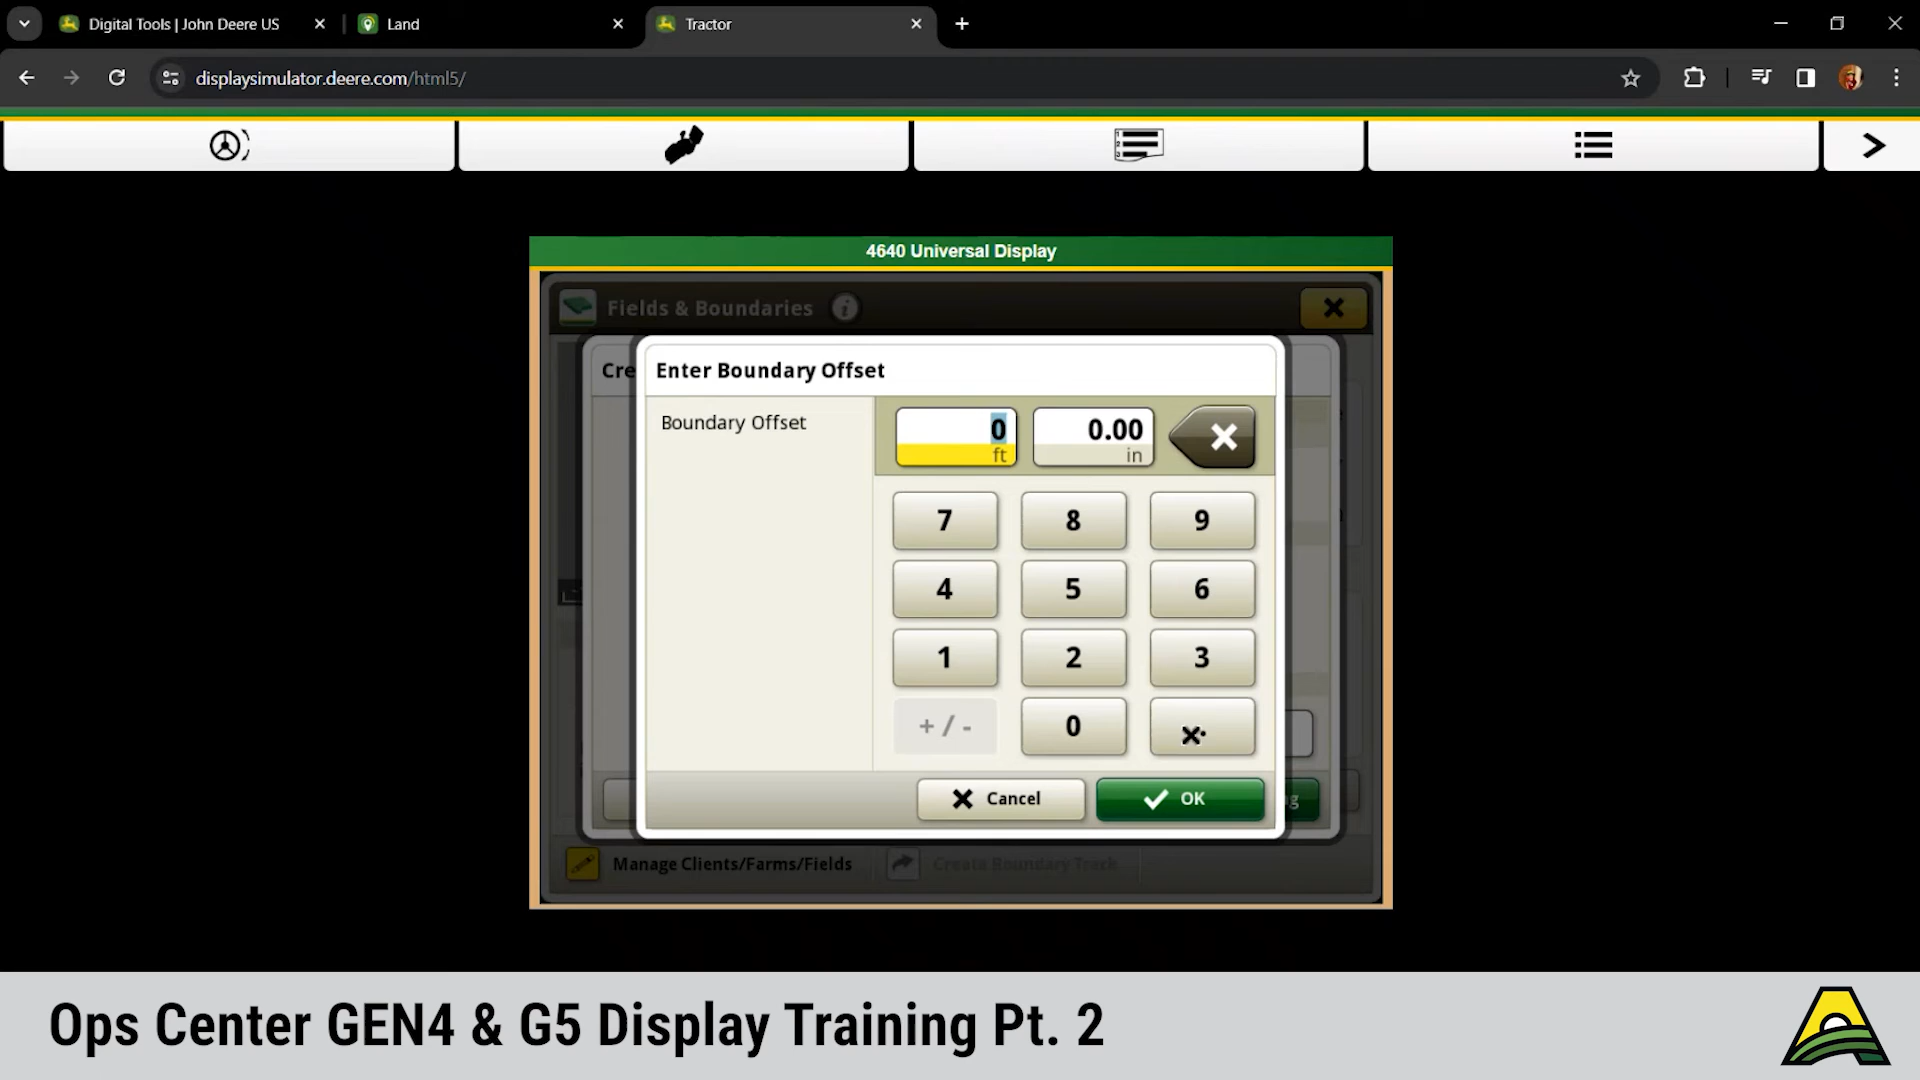 Digital Tools | John Deere US
Land
Tractor
displaysimulator.deere.com/html5/
4640 Universal Display
Fields & Boundaries
Cre
Enter Boundary Offset
Boundary Offset
0 ft
0.00 in
7 8 9
4 5 6
1 2 3
+ / - 0 .
Cancel
OK
g
Manage Clients/Farms/Fields
Create Boundary Track
Ops Center GEN4 & G5 Display Training Pt. 2